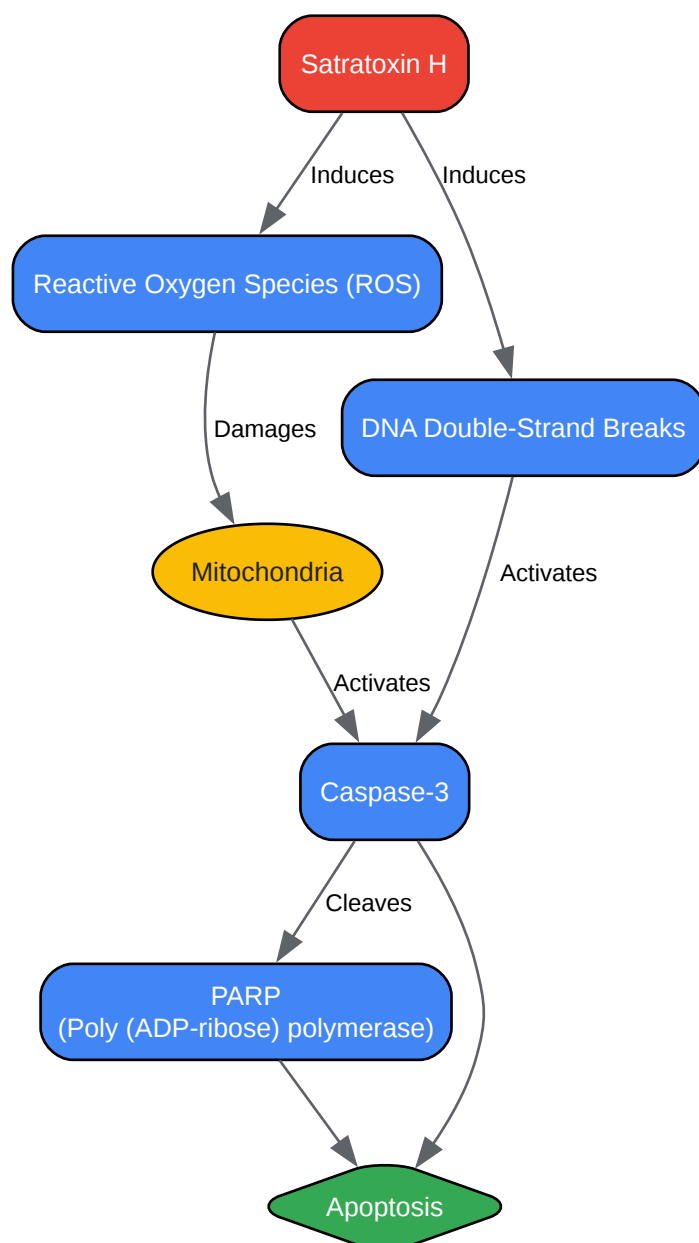 Satratoxin H
Induces
Induces
Reactive Oxygen Species (ROS)
Damages
DNA Double-Strand Breaks
Mitochondria
Activates
Activates
Caspase-3
Cleaves
PARP
(Poly (ADP-ribose) polymerase)
Apoptosis